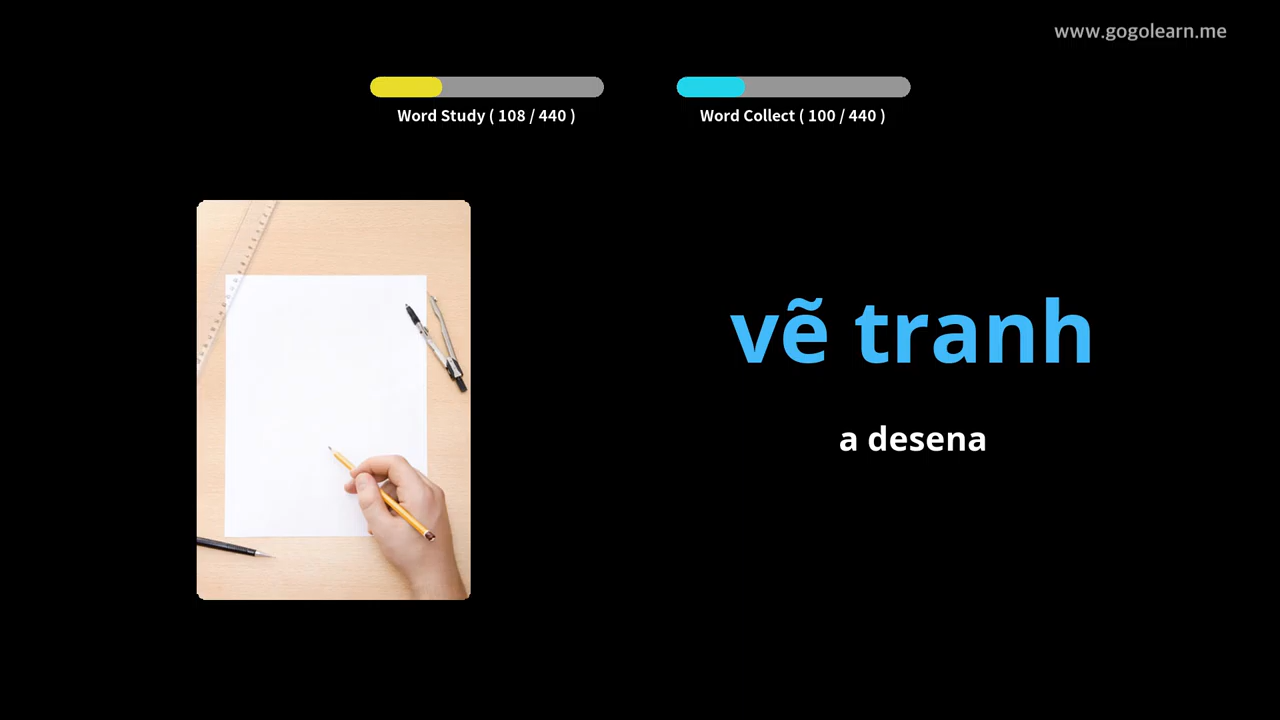 www.gogolearn.me
Word Study ( 108 / 440 )
Word Collect ( 100 / 440 )
vẽ tranh
a desena